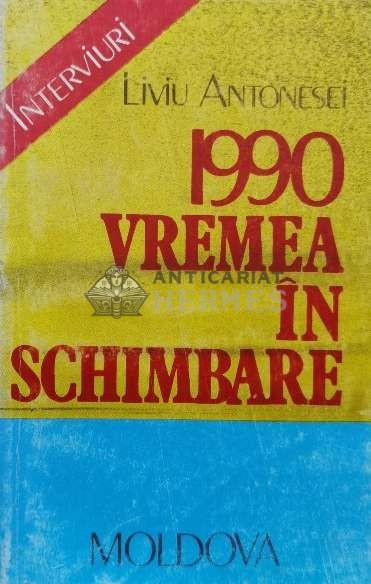 INTERVIURI
LIVIU ANTONESEI
1990
VREMEA
ANTICARIAT
HERMES
ÎN
SCHIMBARE
MOLDOVA